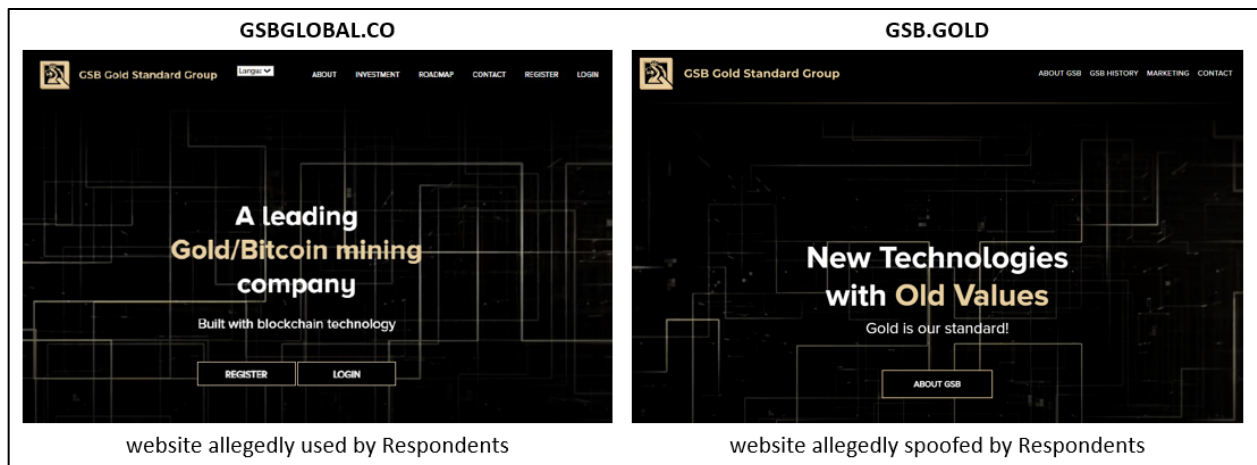 GSBGLOBAL.CO
GSB Gold Standard Group
Langua
ABOUT INVESTMENT ROADMAP CONTACT REGISTER LOGIN
A leading
Gold/Bitcoin mining
company
Built with blockchain technology
REGISTER LOGIN
website allegedly used by Respondents
GSB.GOLD
GSB Gold Standard Group
ABOUT GSB GSB HISTORY MARKETING CONTACT
New Technologies
with Old Values
Gold is our standard!
ABOUT GSB
website allegedly spoofed by Respondents